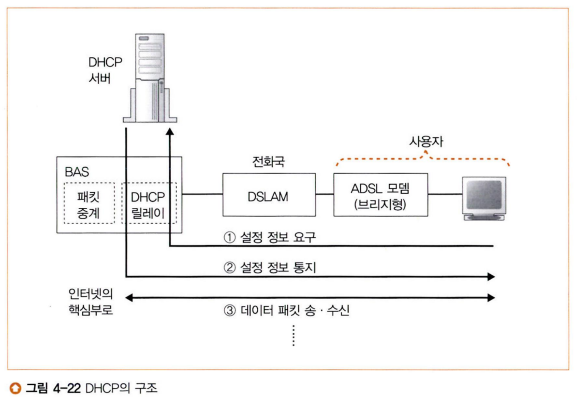 DHCP
서버
사용자
전화국
BAS
패킷
중계
DHCP
릴레이
DSLAM
ADSL 모뎀
(브리지형)
① 설정 정보 요구
② 설정 정보 통지
인터넷의
핵심부로
③ 데이터 패킷 송 · 수신
그림 4-22 DHCP의 구조